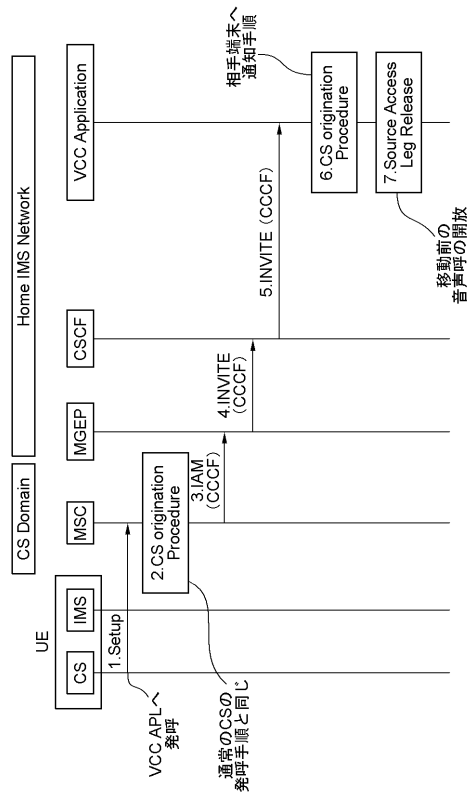 CS Domain
Home IMS Network
UE
CS
IMS
MSC
MGEP
CSCF
VCC Application
1.Setup
VCC APLへ
発呼
2.CS origination
Procedure
通常のCSの
発呼手順と同じ
3.IAM
(CCCF)
4.INVITE
(CCCF)
5.INVITE (CCCF)
相手端末へ
通知手順
6.CS origination
Procedure
7.Source Access
Leg Release
移動前の
音声呼の開放